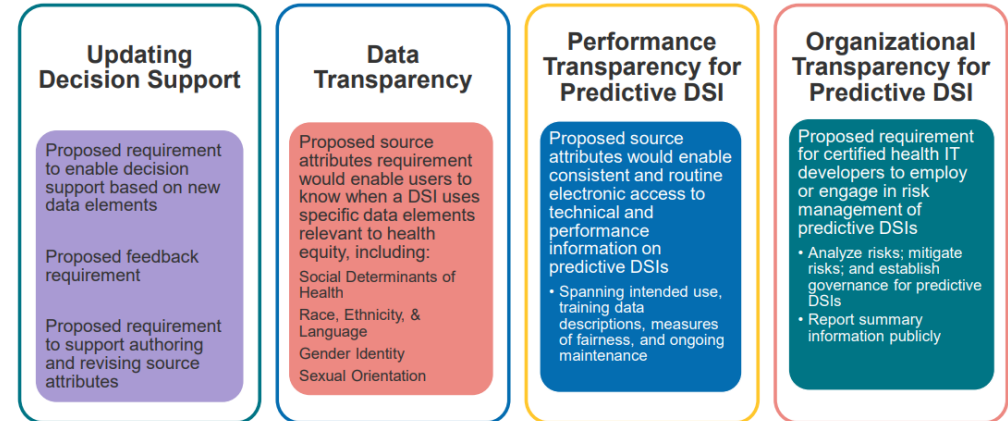 Updating
Decision Support
Proposed requirement
to enable decision
support based on new
data elements
Proposed feedback
requirement
Proposed requirement
to support authoring
and revising source
attributes
Data
Transparency
Proposed source
attributes requirement
would enable users to
know when a DSI uses
specific data elements
relevant to health
equity, including:
Social Determinants of
Health
Race, Ethnicity, &
Language
Gender Identity
Sexual Orientation
Performance
Transparency for
Predictive DSI
Proposed source
attributes would enable
consistent and routine
electronic access to
technical and
performance
information on
predictive DSIs
• Spanning intended use,
training data
descriptions, measures
of fairness, and ongoing
maintenance
Organizational
Transparency for
Predictive DSI
Proposed requirement
for certified health IT
developers to employ
or engage in risk
management of
predictive DSIs
• Analyze risks; mitigate
risks; and establish
governance for predictive
DSIs
• Report summary
information publicly